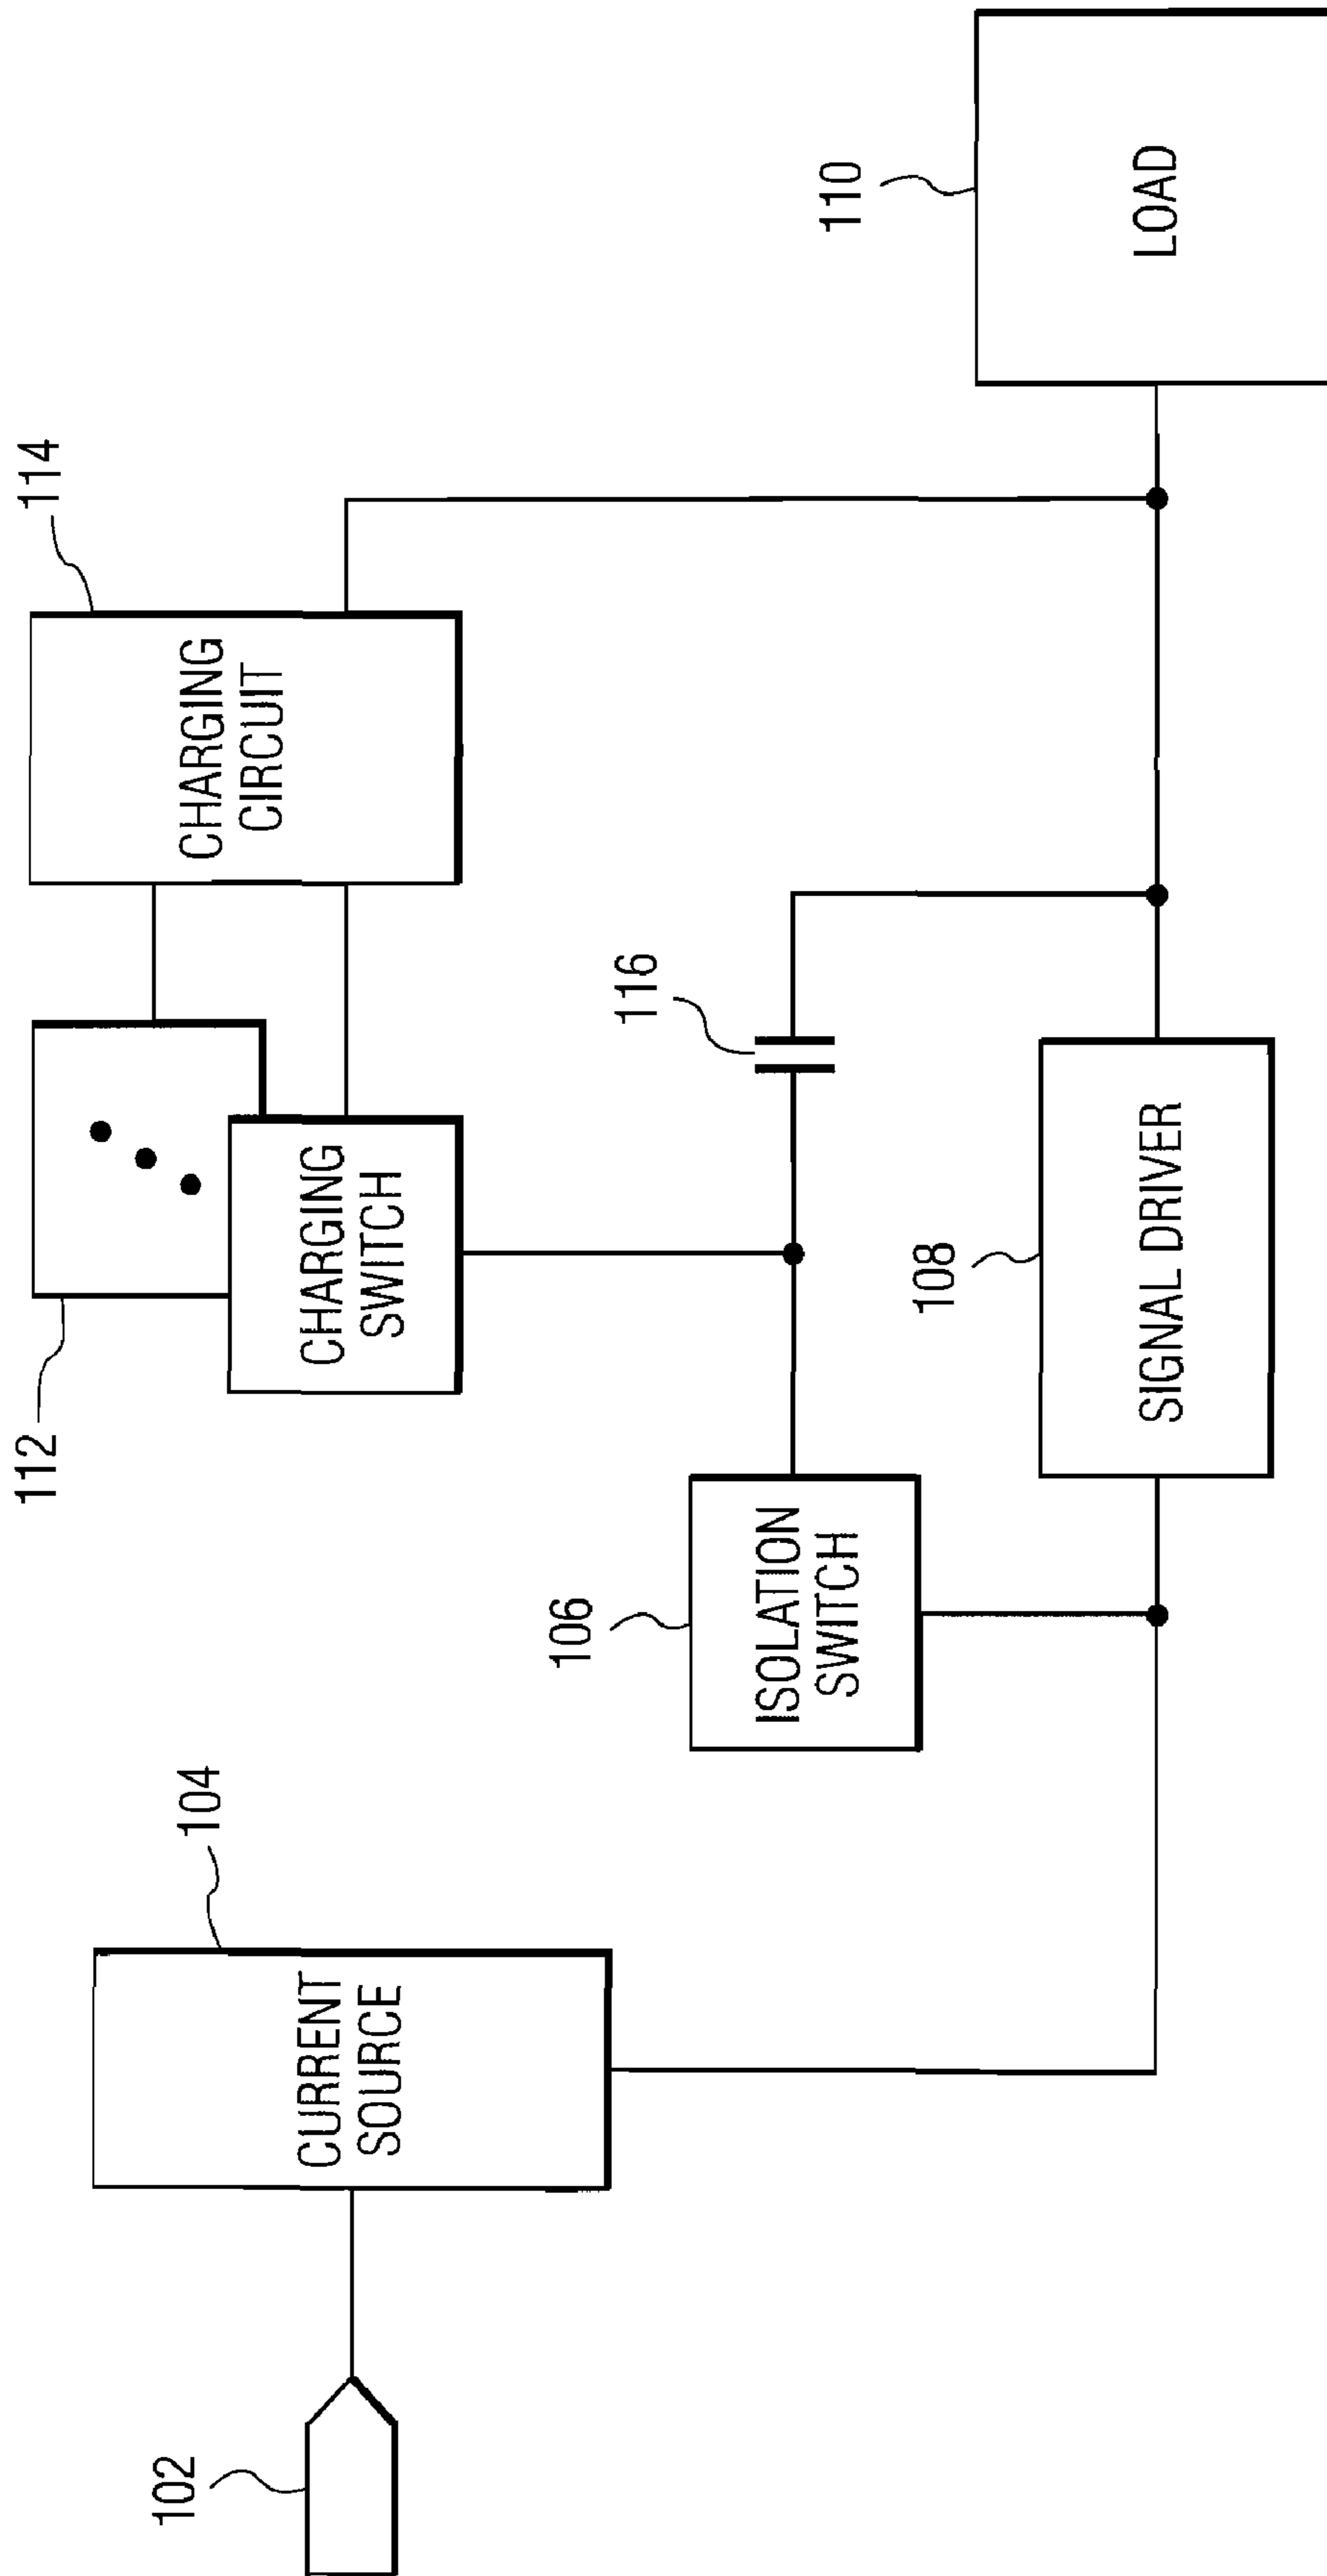 102
104
CURRENT
SOURCE
106
ISOLATION
SWITCH
112
CHARGING
SWITCH
114
CHARGING
CIRCUIT
116
108
SIGNAL DRIVER
110
LOAD